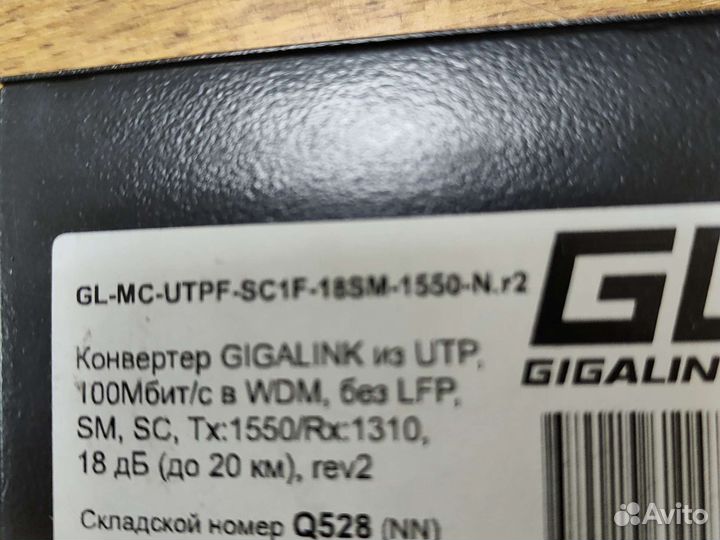 GL-MC-UTPF-SC1F-18SM-1550-N.r2
Конвертер GIGALINK из UTP,
100Мбит/с в WDM, без LFP,
SM, SC, Tx:1550/Rx:1310,
18 дБ (до 20 км), rev2
Складской номер Q528 (NN)
GL
GIGALIN
Avito